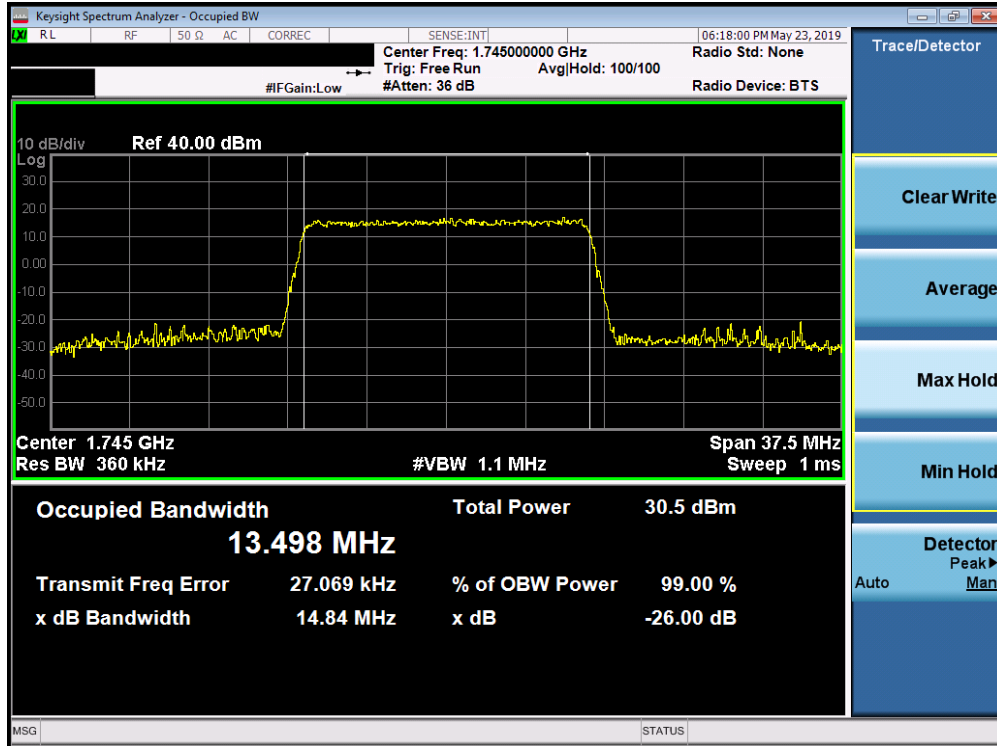 Keysight Spectrum Analyzer - Occupied BW
LXI RL RF 50 Ω AC CORREC SENSE:INT 06:18:00 PM May 23, 2019
Center Freq: 1.745000000 GHz Radio Std: None
Trig: Free Run Avg|Hold: 100/100
#IFGain:Low #Atten: 36 dB Radio Device: BTS
10 dB/div Ref 40.00 dBm
Log
30.0
20.0
10.0
0.00
-10.0
-20.0
-30.0
-40.0
-50.0
Center 1.745 GHz Span 37.5 MHz
Res BW 360 kHz #VBW 1.1 MHz Sweep 1 ms
Occupied Bandwidth Total Power 30.5 dBm
13.498 MHz
Transmit Freq Error 27.069 kHz % of OBW Power 99.00 %
x dB Bandwidth 14.84 MHz x dB -26.00 dB
MSG STATUS
Trace/Detector
Clear Write
Average
Max Hold
Min Hold
Detector
Peak▶
Auto Man